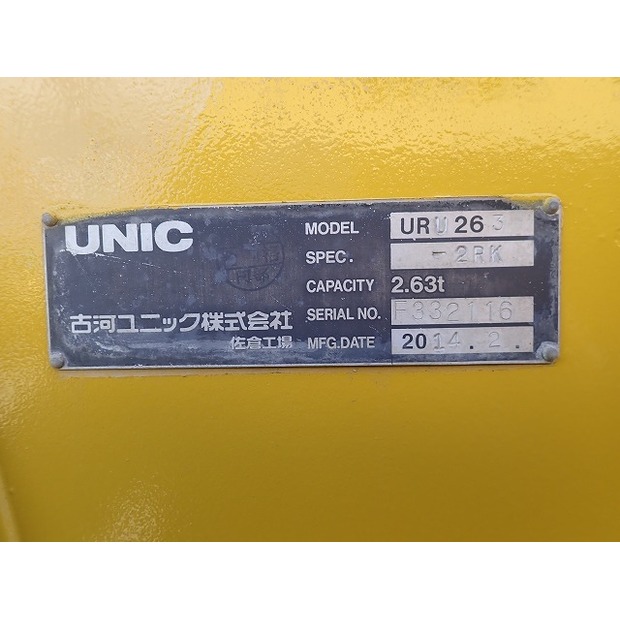 UNIC
古河ユニック株式会社
佐倉工場
MODEL URU263
SPEC. -2RK
CAPACITY 2.63t
SERIAL NO. F332116
MFG.DATE 2014.2.